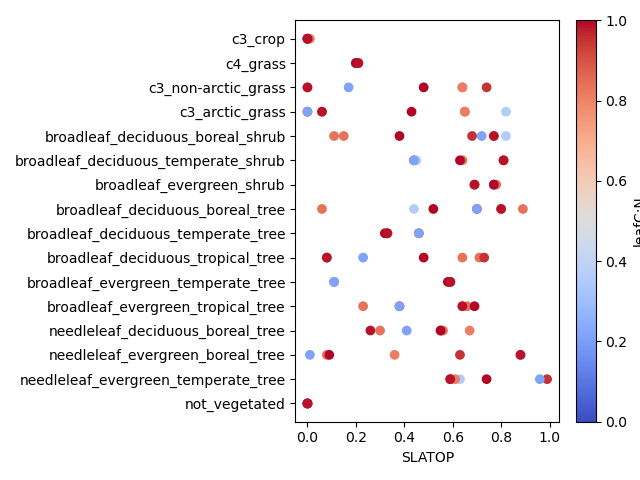 c3_crop
c4_grass
c3_non-arctic_grass
c3_arctic_grass
broadleaf_deciduous_boreal_shrub
broadleaf_deciduous_temperate_shrub
broadleaf_evergreen_shrub
broadleaf_deciduous_boreal_tree
broadleaf_deciduous_temperate_tree
broadleaf_deciduous_tropical_tree
broadleaf_evergreen_temperate_tree
broadleaf_evergreen_tropical_tree
needleleaf_deciduous_boreal_tree
needleleaf_evergreen_boreal_tree
needleleaf_evergreen_temperate_tree
not_vegetated
0.0 0.2 0.4 0.6 0.8 1.0
SLATOP
1.0
0.8
0.6
0.4
0.2
0.0
leafC:N